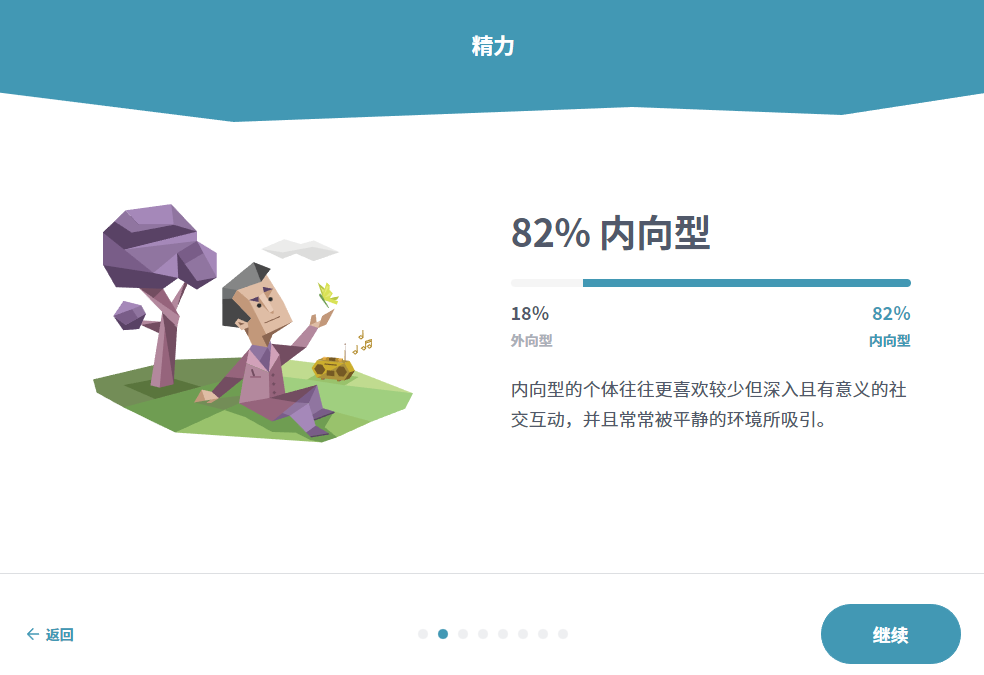 精力
82% 内向型
18% 82%
外向型 内向型
内向型的个体往往更喜欢较少但深入且有意义的社
交互动，并且常常被平静的环境所吸引。
← 返回
继续